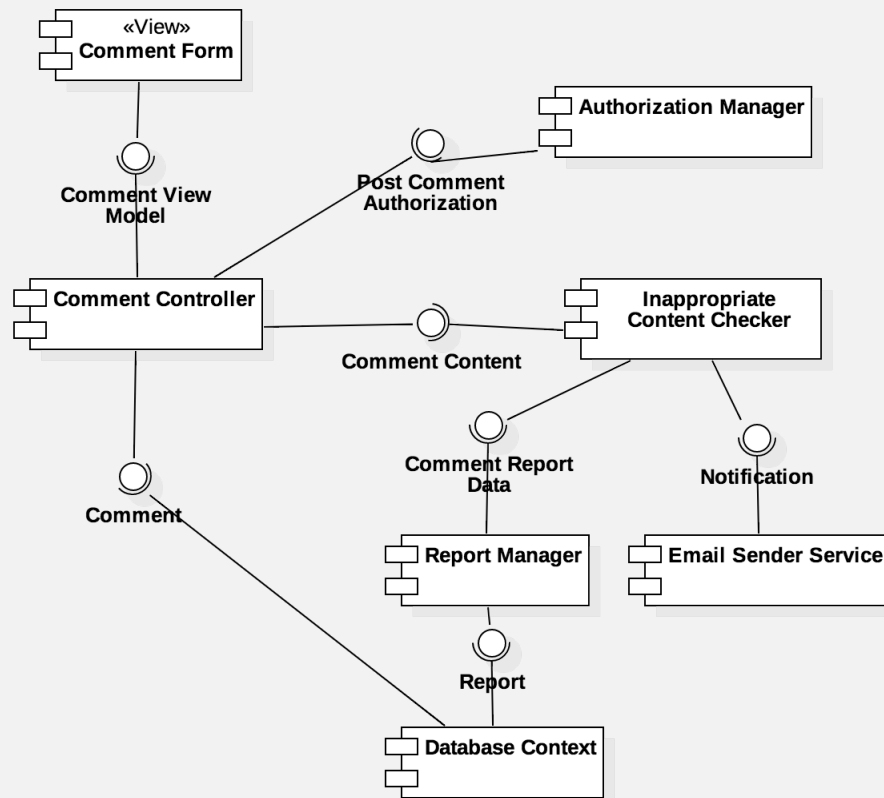 «View»
Comment Form
Authorization Manager
Comment View
Model
Post Comment
Authorization
Comment Controller
Inappropriate
Content Checker
Comment Content
Comment Report
Data
Notification
Comment
Report Manager
Email Sender Service
Report
Database Context